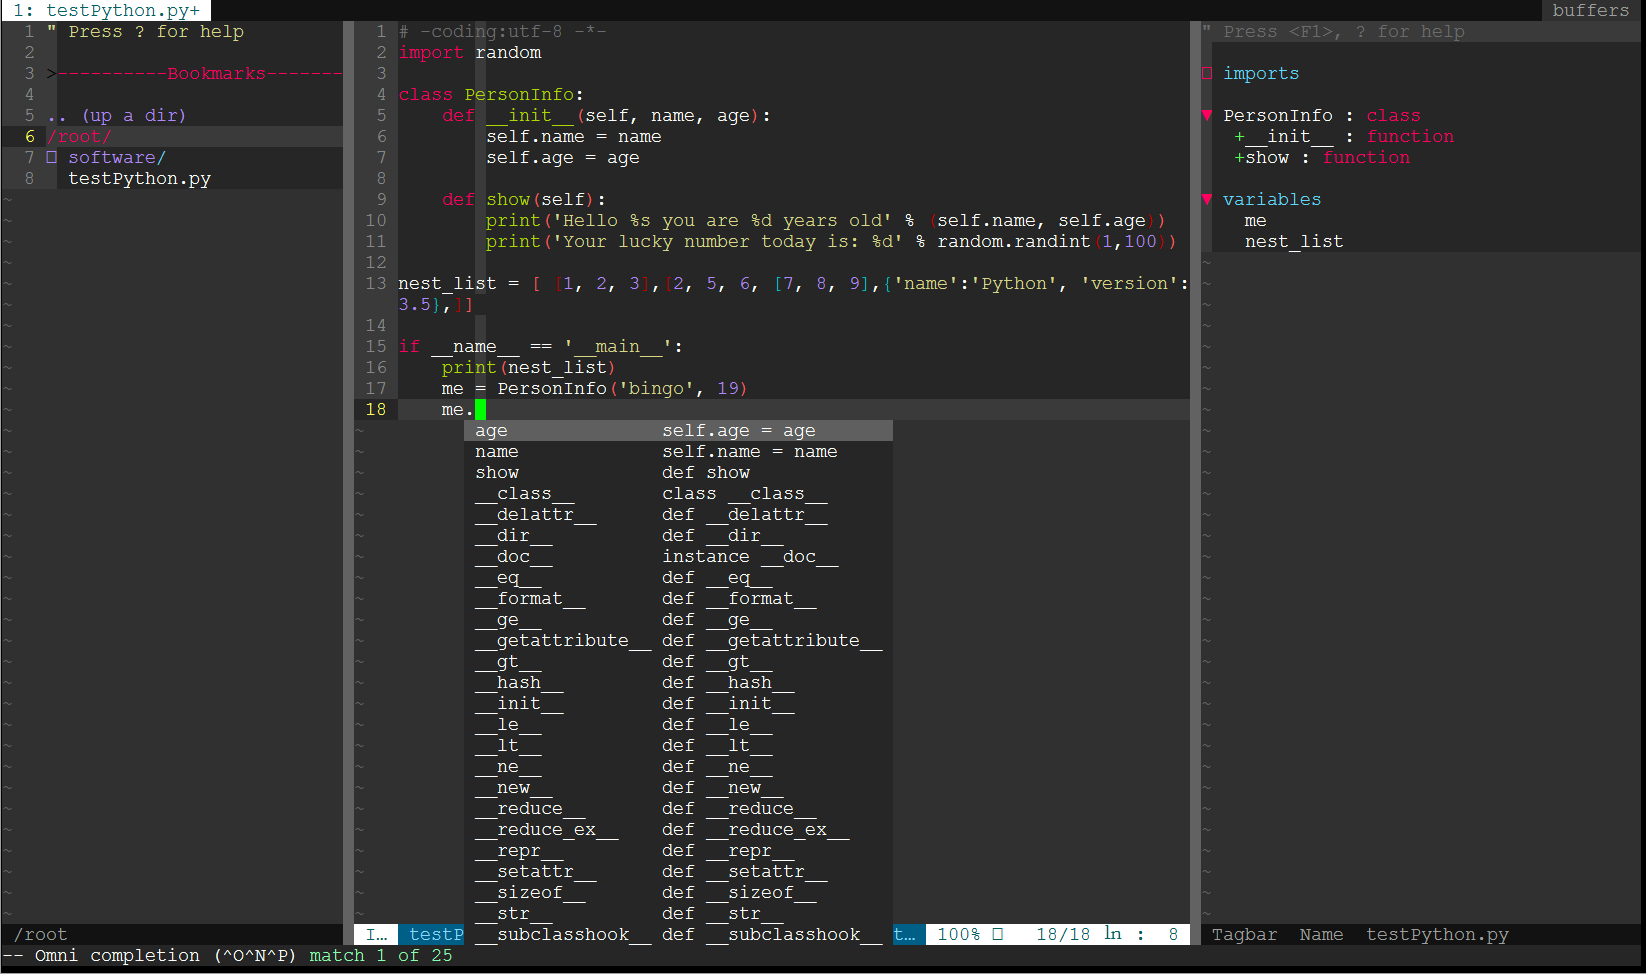 1: testPython.py+
buffers
1 " Press ? for help
2
3 >----------Bookmarks-------
4
5 .. (up a dir)
6 /root/
7 software/
8 testPython.py
1 # -coding:utf-8 -*-
2 import random
3
4 class PersonInfo:
5 def __init__(self, name, age):
6 self.name = name
7 self.age = age
8
9 def show(self):
10 print('Hello %s you are %d years old' % (self.name, self.age))
11 print('Your lucky number today is: %d' % random.randint(1,100))
12
13 nest_list = [ [1, 2, 3],[2, 5, 6, [7, 8, 9],{'name':'Python', 'version':
3.5},]]
14
15 if __name__ == '__main__':
16 print(nest_list)
17 me = PersonInfo('bingo', 19)
18 me.
age self.age = age
name self.name = name
show def show
__class__ class __class__
__delattr__ def __delattr__
__dir__ def __dir__
__doc__ instance __doc__
__eq__ def __eq__
__format__ def __format__
__ge__ def __ge__
__getattribute__ def __getattribute__
__gt__ def __gt__
__hash__ def __hash__
__init__ def __init__
__le__ def __le__
__lt__ def __lt__
__ne__ def __ne__
__new__ def __new__
__reduce__ def __reduce__
__reduce_ex__ def __reduce_ex__
__repr__ def __repr__
__setattr__ def __setattr__
__sizeof__ def __sizeof__
__str__ def __str__
__subclasshook__ def __subclasshook__
" Press <F1>, ? for help
imports
▼ PersonInfo : class
+__init__ : function
+show : function
▼ variables
me
nest_list
/root
I… testP
t… 100% 18/18 ln : 8
Tagbar Name testPython.py
-- Omni completion (^O^N^P) match 1 of 25